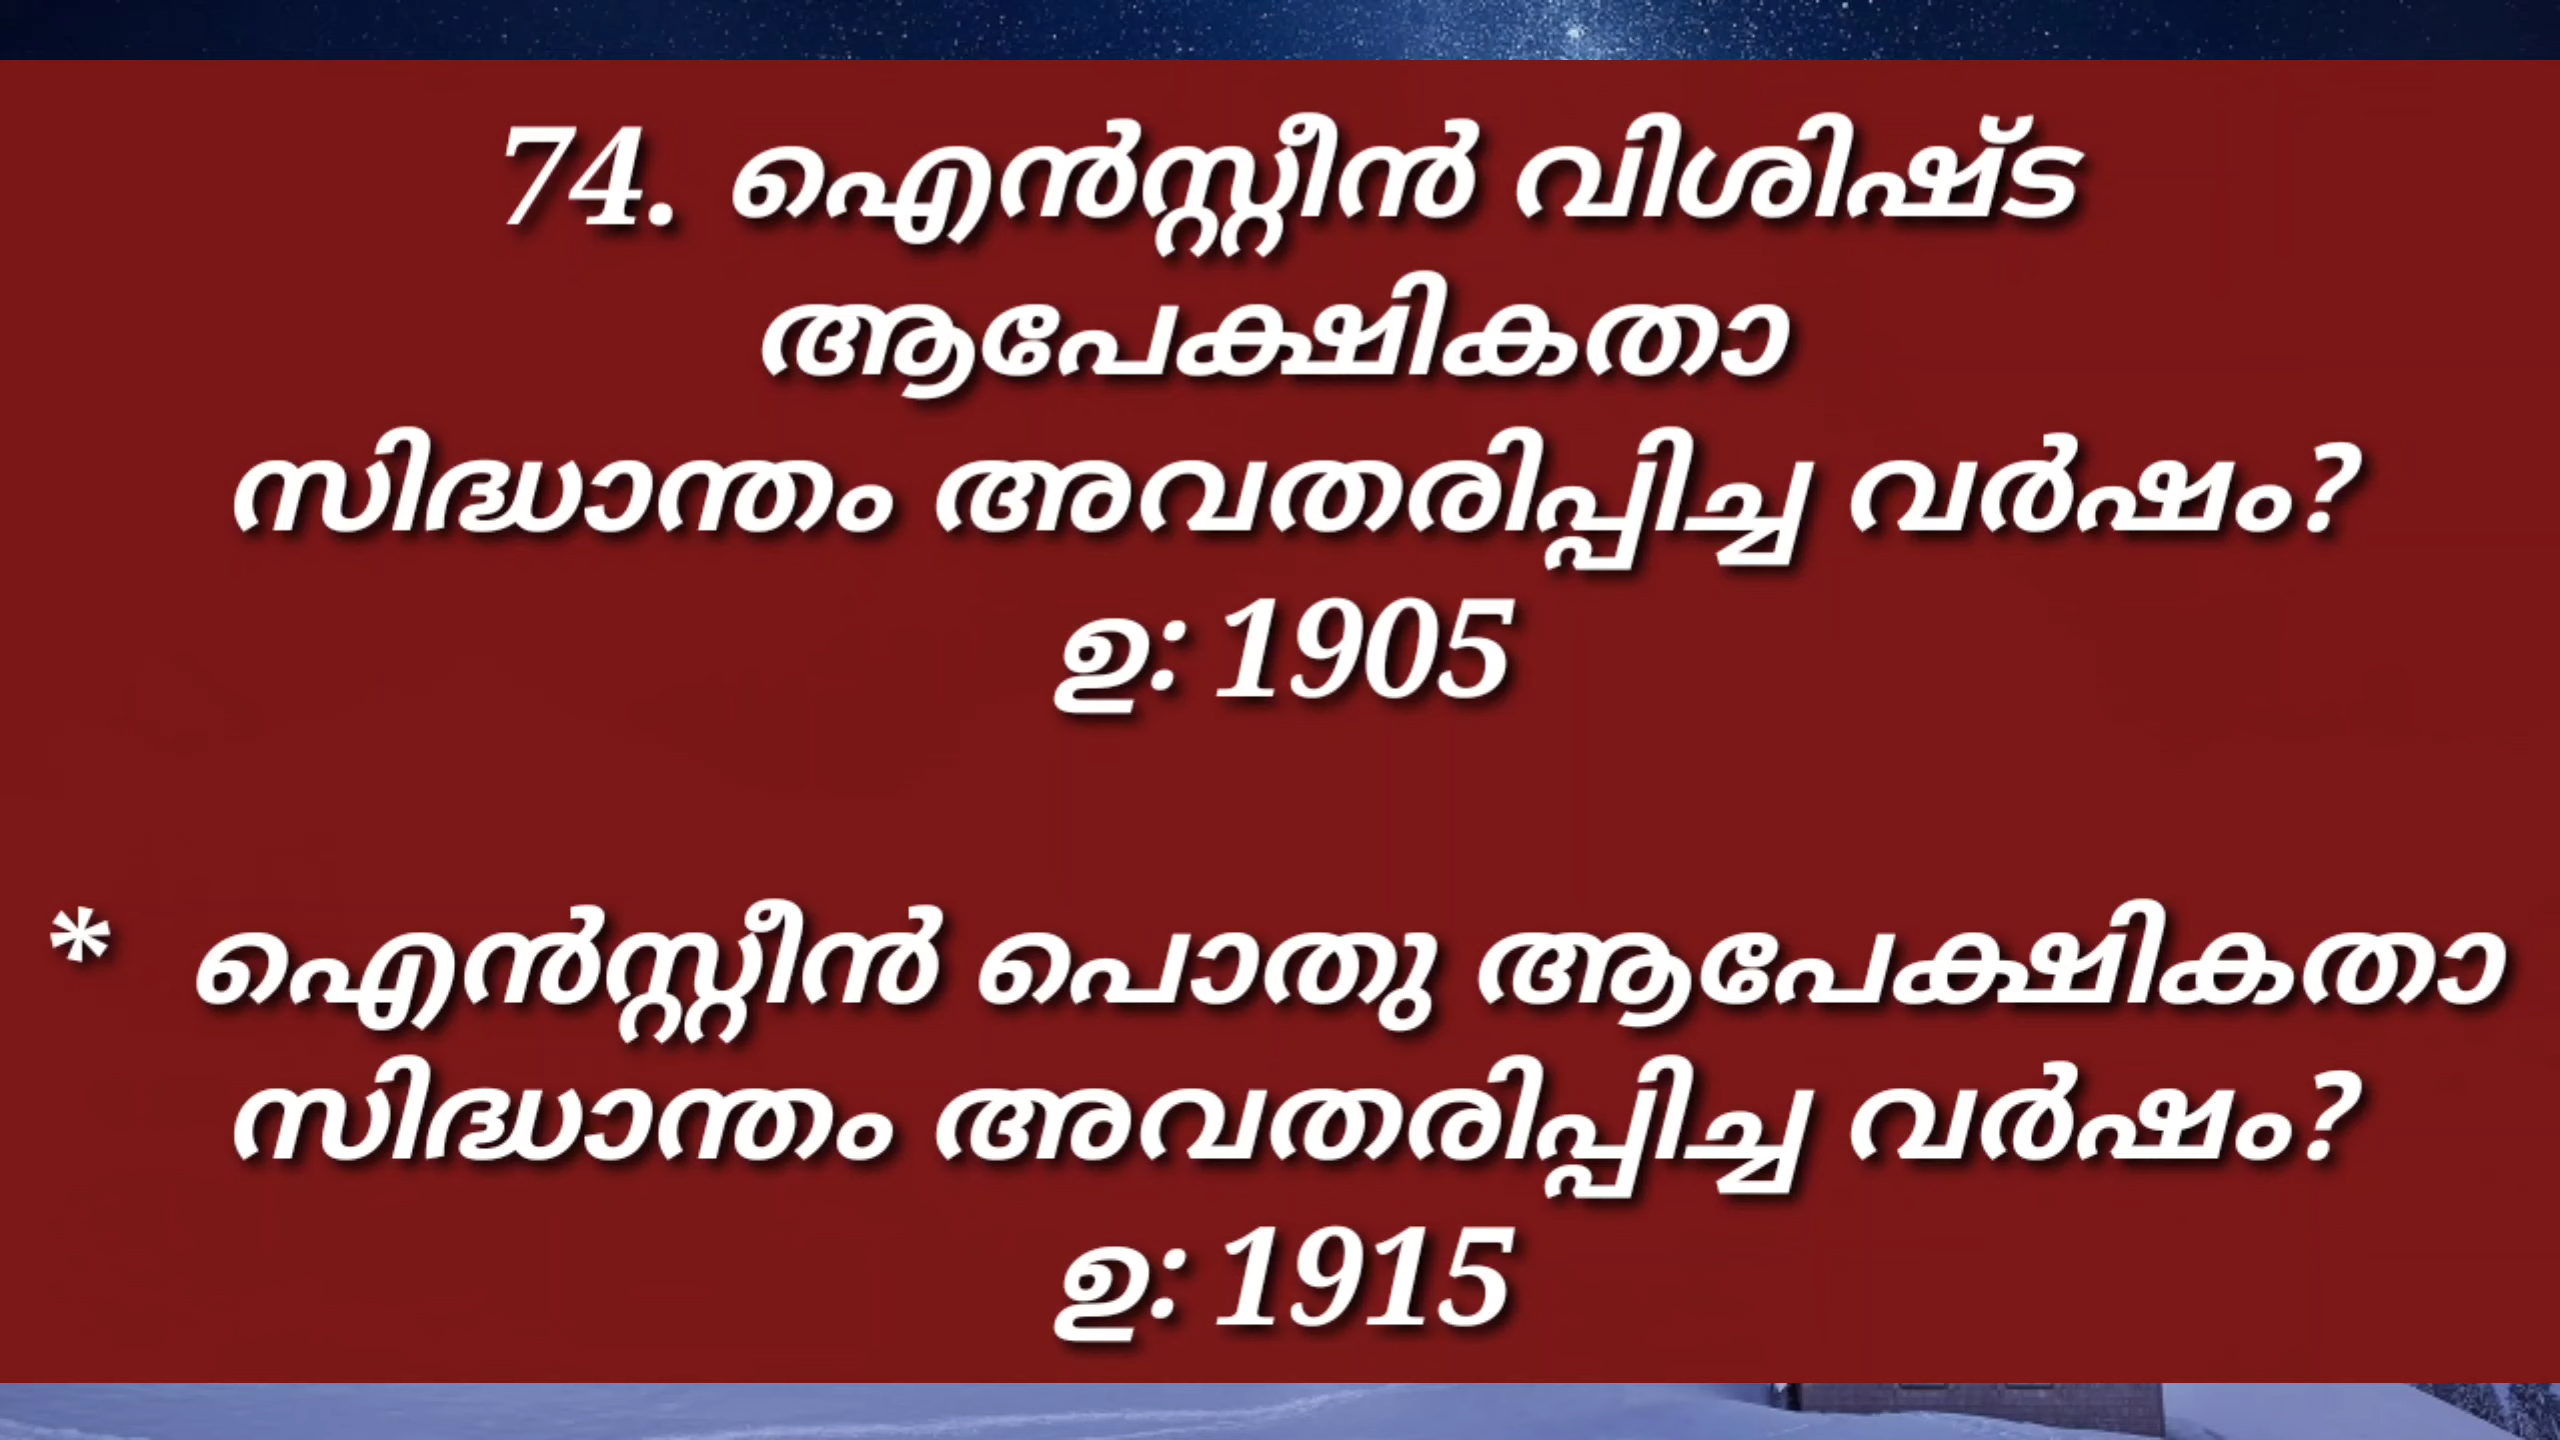 74. ഐൻസ്റ്റീൻ വിശിഷ്ട
ആപേക്ഷികതാ
സിദ്ധാന്തം അവതരിപ്പിച്ച വർഷം?
ഉ: 1905
* ഐൻസ്റ്റീൻ പൊതു ആപേക്ഷികതാ
സിദ്ധാന്തം അവതരിപ്പിച്ച വർഷം?
ഉ: 1915